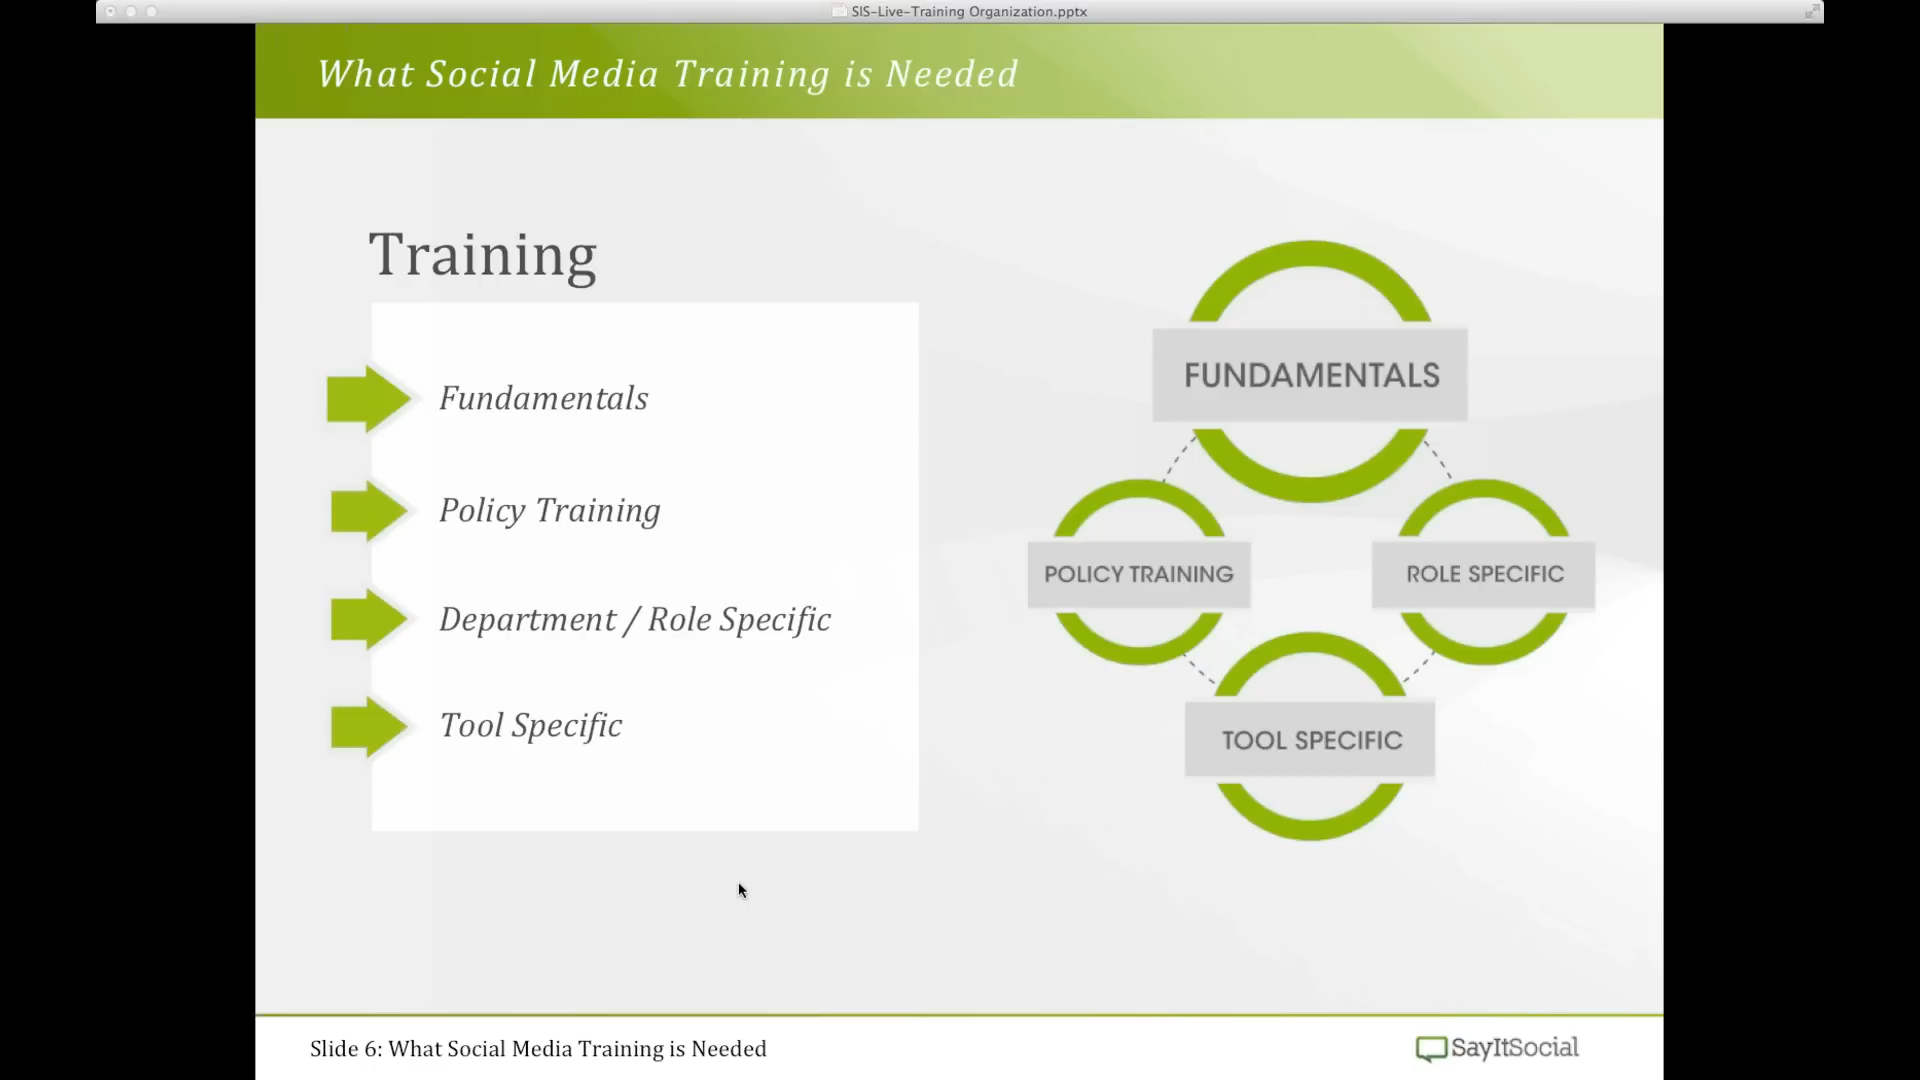 SIS-Live-Training Organization.pptx
What Social Media Training is Needed
Training
Fundamentals
Policy Training
Department / Role Specific
Tool Specific
FUNDAMENTALS
POLICY TRAINING
ROLE SPECIFIC
TOOL SPECIFIC
Slide 6: What Social Media Training is Needed
SayItSocial